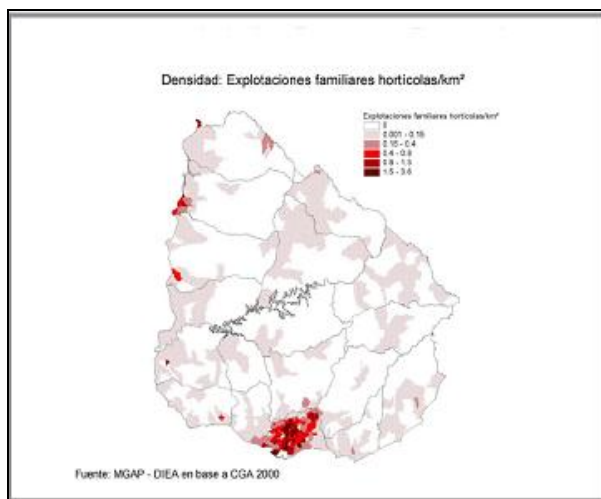 Densidad: Explotaciones familiares hortícolas/km²
Explotaciones familiares hortícolas/km²
0
0.001 - 0.15
0.15 - 0.4
0.4 - 0.8
0.8 - 1.5
1.5 - 3.6
Fuente: MGAP - DIEA en base a CGA 2000